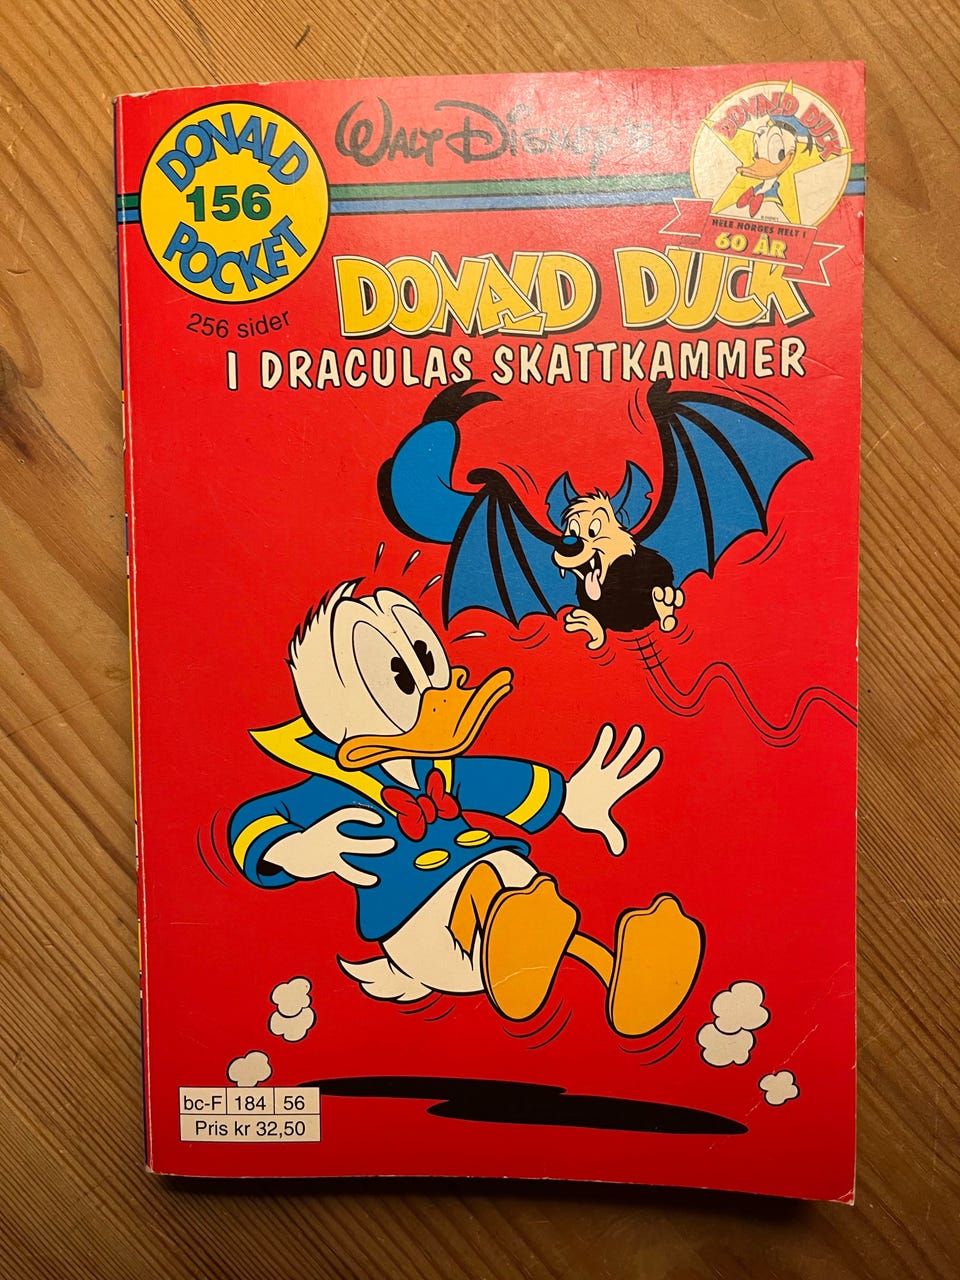 DONALD
156
POCKET
256 sider
WALT DISNEY'S
DONALD DUCK
© DISNEY
HELE NORGES HELT I
60 ÅR
DONALD DUCK
I DRACULAS SKATTKAMMER
bc-F 184 56
Pris kr 32,50